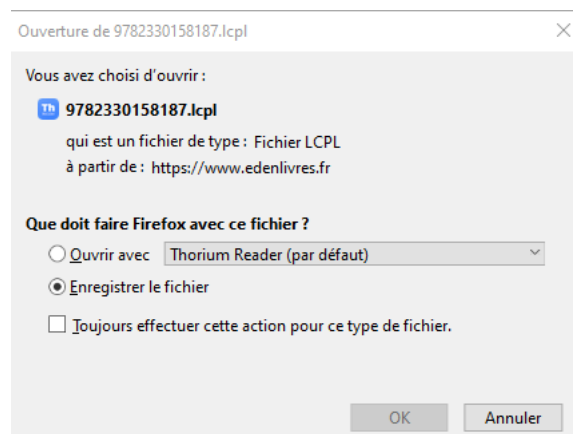 Ouverture de 9782330158187.lcpl
Vous avez choisi d'ouvrir :
Th 9782330158187.lcpl
qui est un fichier de type : Fichier LCPL
à partir de : https://www.edenlivres.fr
Que doit faire Firefox avec ce fichier ?
Ouvrir avec Thorium Reader (par défaut)
Enregistrer le fichier
Toujours effectuer cette action pour ce type de fichier.
OK Annuler